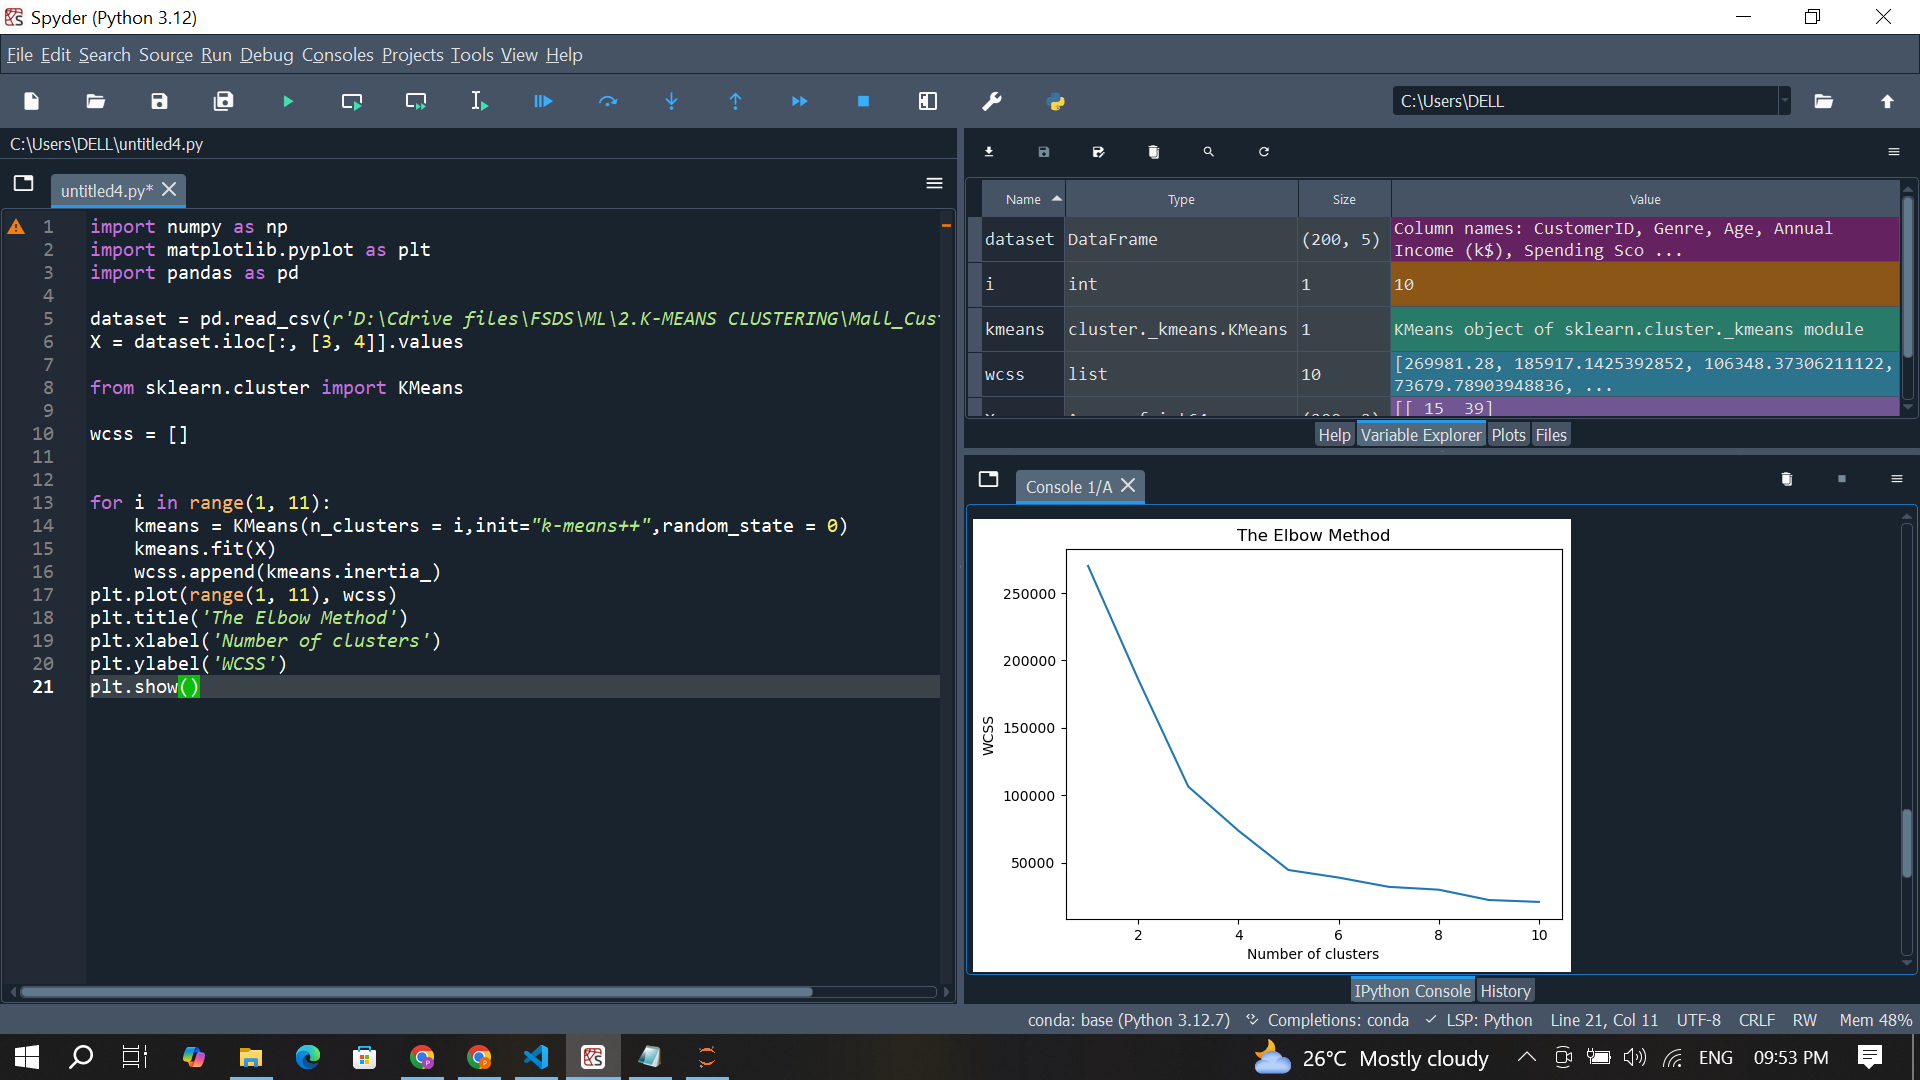 Spyder (Python 3.12)
File Edit Search Source Run Debug Consoles Projects Tools View Help
C:\Users\DELL
C:\Users\DELL\untitled4.py
untitled4.py*
1 import numpy as np
2 import matplotlib.pyplot as plt
3 import pandas as pd
4
5 dataset = pd.read_csv(r'D:\Cdrive files\FSDS\ML\2.K-MEANS CLUSTERING\Mall_Cus
6 X = dataset.iloc[:, [3, 4]].values
7
8 from sklearn.cluster import KMeans
9
10 wcss = []
11
12
13 for i in range(1, 11):
14 kmeans = KMeans(n_clusters = i,init="k-means++",random_state = 0)
15 kmeans.fit(X)
16 wcss.append(kmeans.inertia_)
17 plt.plot(range(1, 11), wcss)
18 plt.title('The Elbow Method')
19 plt.xlabel('Number of clusters')
20 plt.ylabel('WCSS')
21 plt.show()
Name Type Size Value
dataset DataFrame (200, 5) Column names: CustomerID, Genre, Age, Annual
Income (k$), Spending Sco ...
i int 1 10
kmeans cluster._kmeans.KMeans 1 KMeans object of sklearn.cluster._kmeans module
wcss list 10 [269981.28, 185917.1425392852, 106348.37306211122,
73679.78903948836, ...
[[ 15 39]
Help Variable Explorer Plots Files
Console 1/A
The Elbow Method
250000
200000
150000
100000
50000
WCSS
2 4 6 8 10
Number of clusters
IPython Console History
conda: base (Python 3.12.7) Completions: conda LSP: Python Line 21, Col 11 UTF-8 CRLF RW Mem 48%
26°C Mostly cloudy ENG 09:53 PM